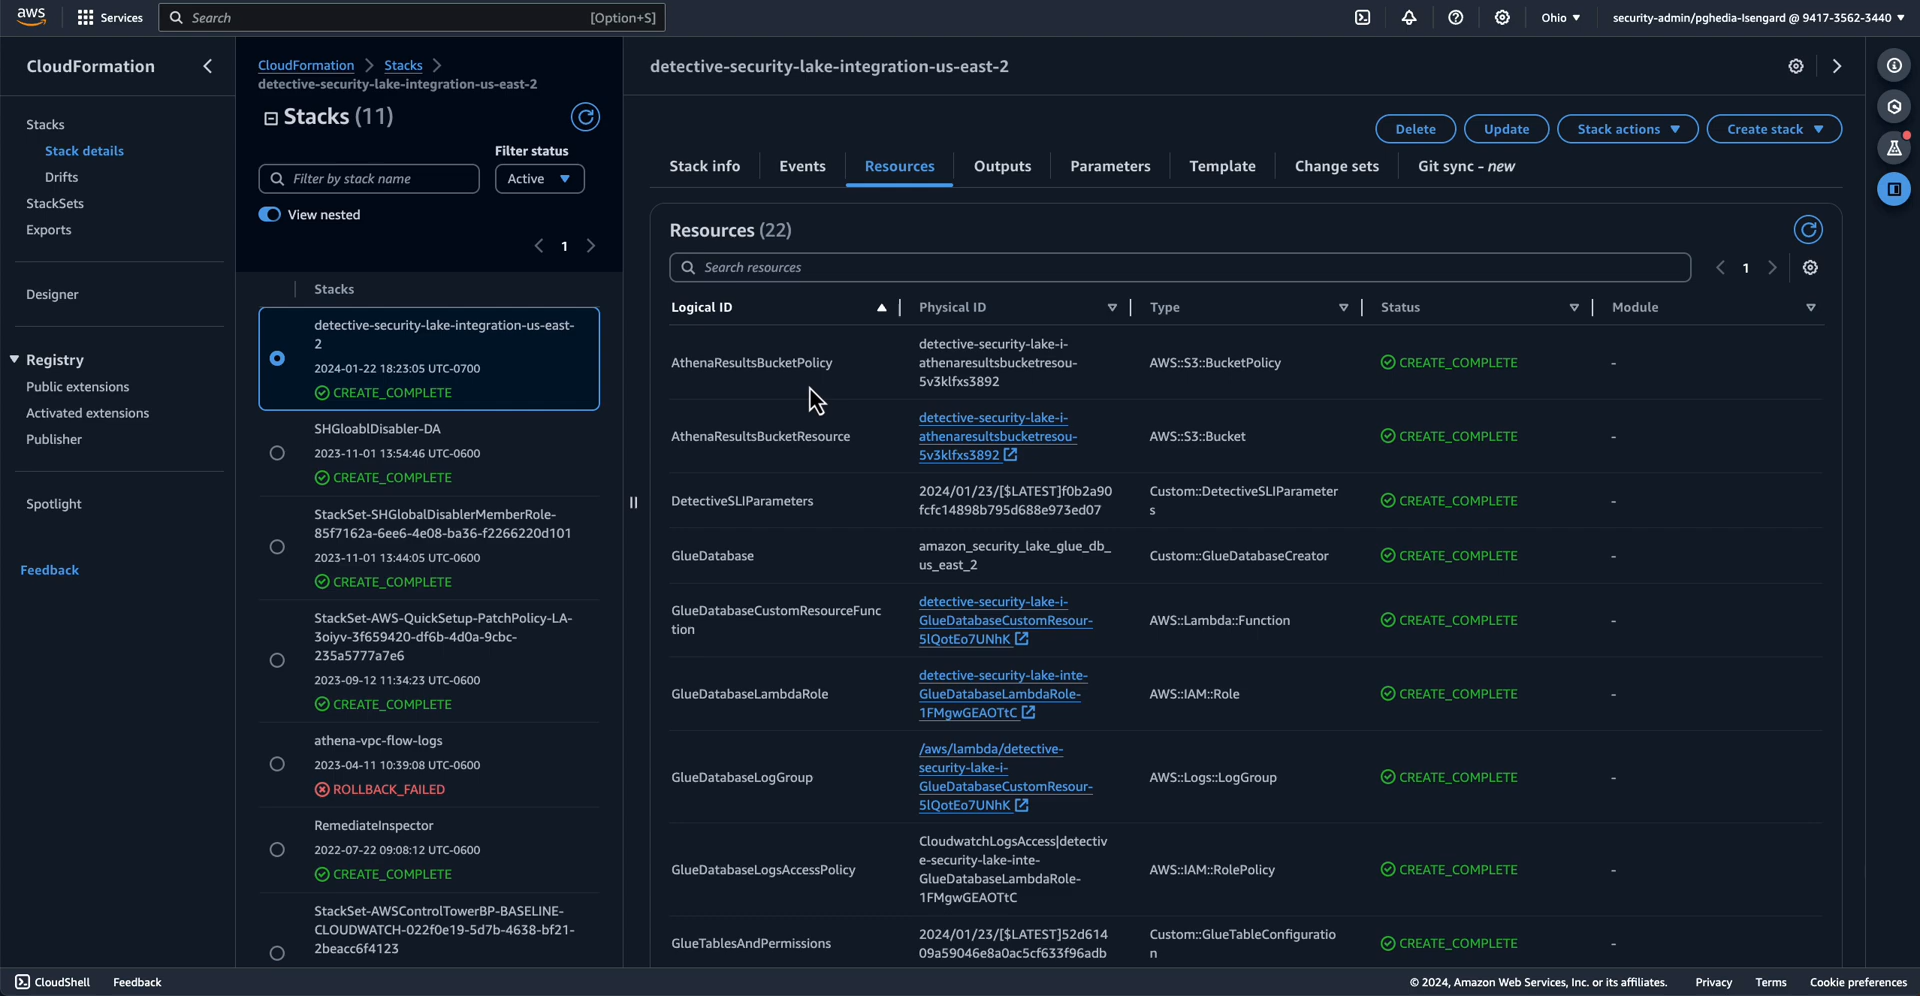 aws
Services
Search
[Option+S]
Ohio
security-admin/pghedia-Isengard @ 9417-3562-3440
CloudFormation
Stacks
Stack details
Drifts
StackSets
Exports
Designer
Registry
Public extensions
Activated extensions
Publisher
Spotlight
Feedback
CloudFormation
Stacks
detective-security-lake-integration-us-east-2
Stacks (11)
Filter status
Filter by stack name
Active
View nested
1
Stacks
detective-security-lake-integration-us-east-
2
2024-01-22 18:23:05 UTC-0700
CREATE_COMPLETE
SHGloablDisabler-DA
2023-11-01 13:54:46 UTC-0600
CREATE_COMPLETE
StackSet-SHGlobalDisablerMemberRole-
85f7162a-6ee6-4e08-ba36-f2266220d101
2023-11-01 13:44:05 UTC-0600
CREATE_COMPLETE
StackSet-AWS-QuickSetup-PatchPolicy-LA-
3oiyv-3f659420-df6b-4d0a-9cbc-
235a5777a7e6
2023-09-12 11:34:23 UTC-0600
CREATE_COMPLETE
athena-vpc-flow-logs
2023-04-11 10:39:08 UTC-0600
ROLLBACK_FAILED
RemediateInspector
2022-07-22 09:08:12 UTC-0600
CREATE_COMPLETE
StackSet-AWSControlTowerBP-BASELINE-
CLOUDWATCH-022f0e19-5d7b-4638-bf21-
2beacc6f4123
detective-security-lake-integration-us-east-2
Delete
Update
Stack actions
Create stack
Stack info
Events
Resources
Outputs
Parameters
Template
Change sets
Git sync - new
Resources (22)
Search resources
1
Logical ID
Physical ID
Type
Status
Module
AthenaResultsBucketPolicy
detective-security-lake-i-
athenaresultsbucketresou-
5v3klfxs3892
AWS::S3::BucketPolicy
CREATE_COMPLETE
-
AthenaResultsBucketResource
detective-security-lake-i-
athenaresultsbucketresou-
5v3klfxs3892
AWS::S3::Bucket
CREATE_COMPLETE
-
DetectiveSLIParameters
2024/01/23/[$LATEST]f0b2a90
fcfc14898b795d688e973ed07
Custom::DetectiveSLIParameter
s
CREATE_COMPLETE
-
GlueDatabase
amazon_security_lake_glue_db_
us_east_2
Custom::GlueDatabaseCreator
CREATE_COMPLETE
-
GlueDatabaseCustomResourceFunc
tion
detective-security-lake-i-
GlueDatabaseCustomResour-
5lQotEo7UNhK
AWS::Lambda::Function
CREATE_COMPLETE
-
GlueDatabaseLambdaRole
detective-security-lake-inte-
GlueDatabaseLambdaRole-
1FMgwGEAOTtC
AWS::IAM::Role
CREATE_COMPLETE
-
GlueDatabaseLogGroup
/aws/lambda/detective-
security-lake-i-
GlueDatabaseCustomResour-
5lQotEo7UNhK
AWS::Logs::LogGroup
CREATE_COMPLETE
-
GlueDatabaseLogsAccessPolicy
CloudwatchLogsAccess|detectiv
e-security-lake-inte-
GlueDatabaseLambdaRole-
1FMgwGEAOTtC
AWS::IAM::RolePolicy
CREATE_COMPLETE
-
GlueTablesAndPermissions
2024/01/23/[$LATEST]52d614
09a59046e8a0ac5cf633f96adb
Custom::GlueTableConfiguratio
n
CREATE_COMPLETE
-
CloudShell
Feedback
© 2024, Amazon Web Services, Inc. or its affiliates.
Privacy
Terms
Cookie preferences